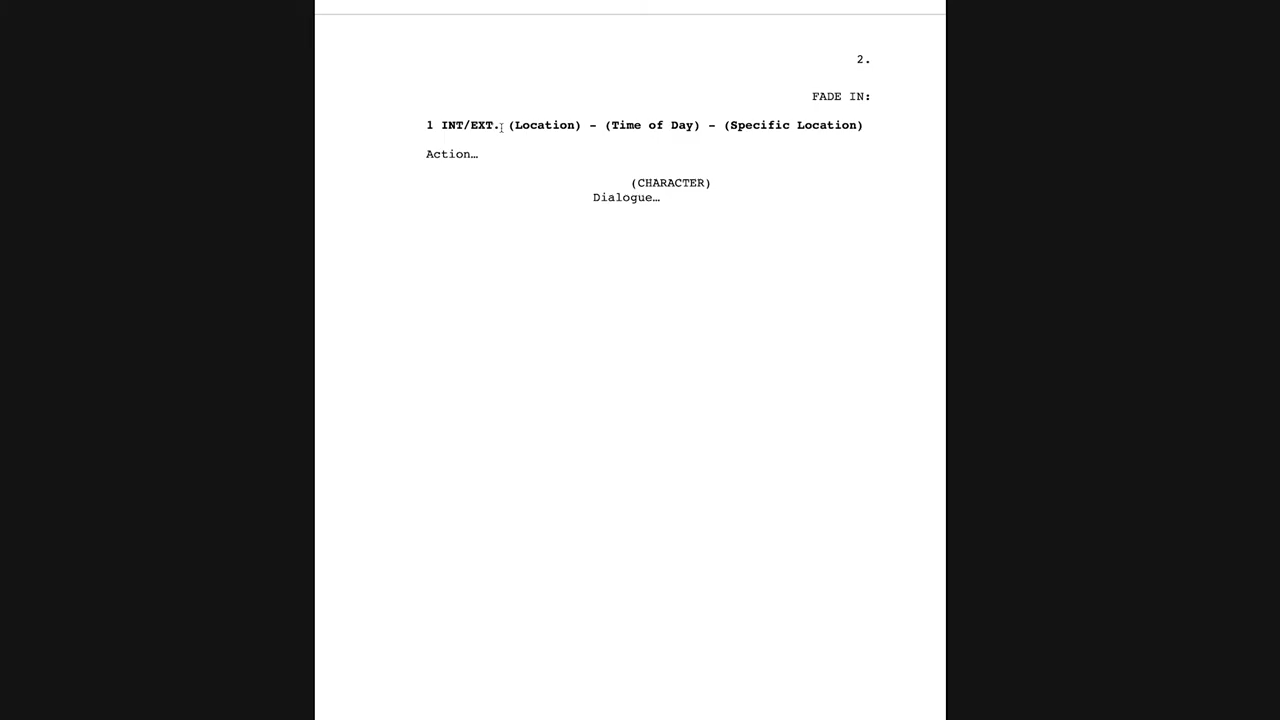 2.
FADE IN:
1 INT/EXT. (Location) – (Time of Day) – (Specific Location)
Action…
(CHARACTER)
Dialogue…